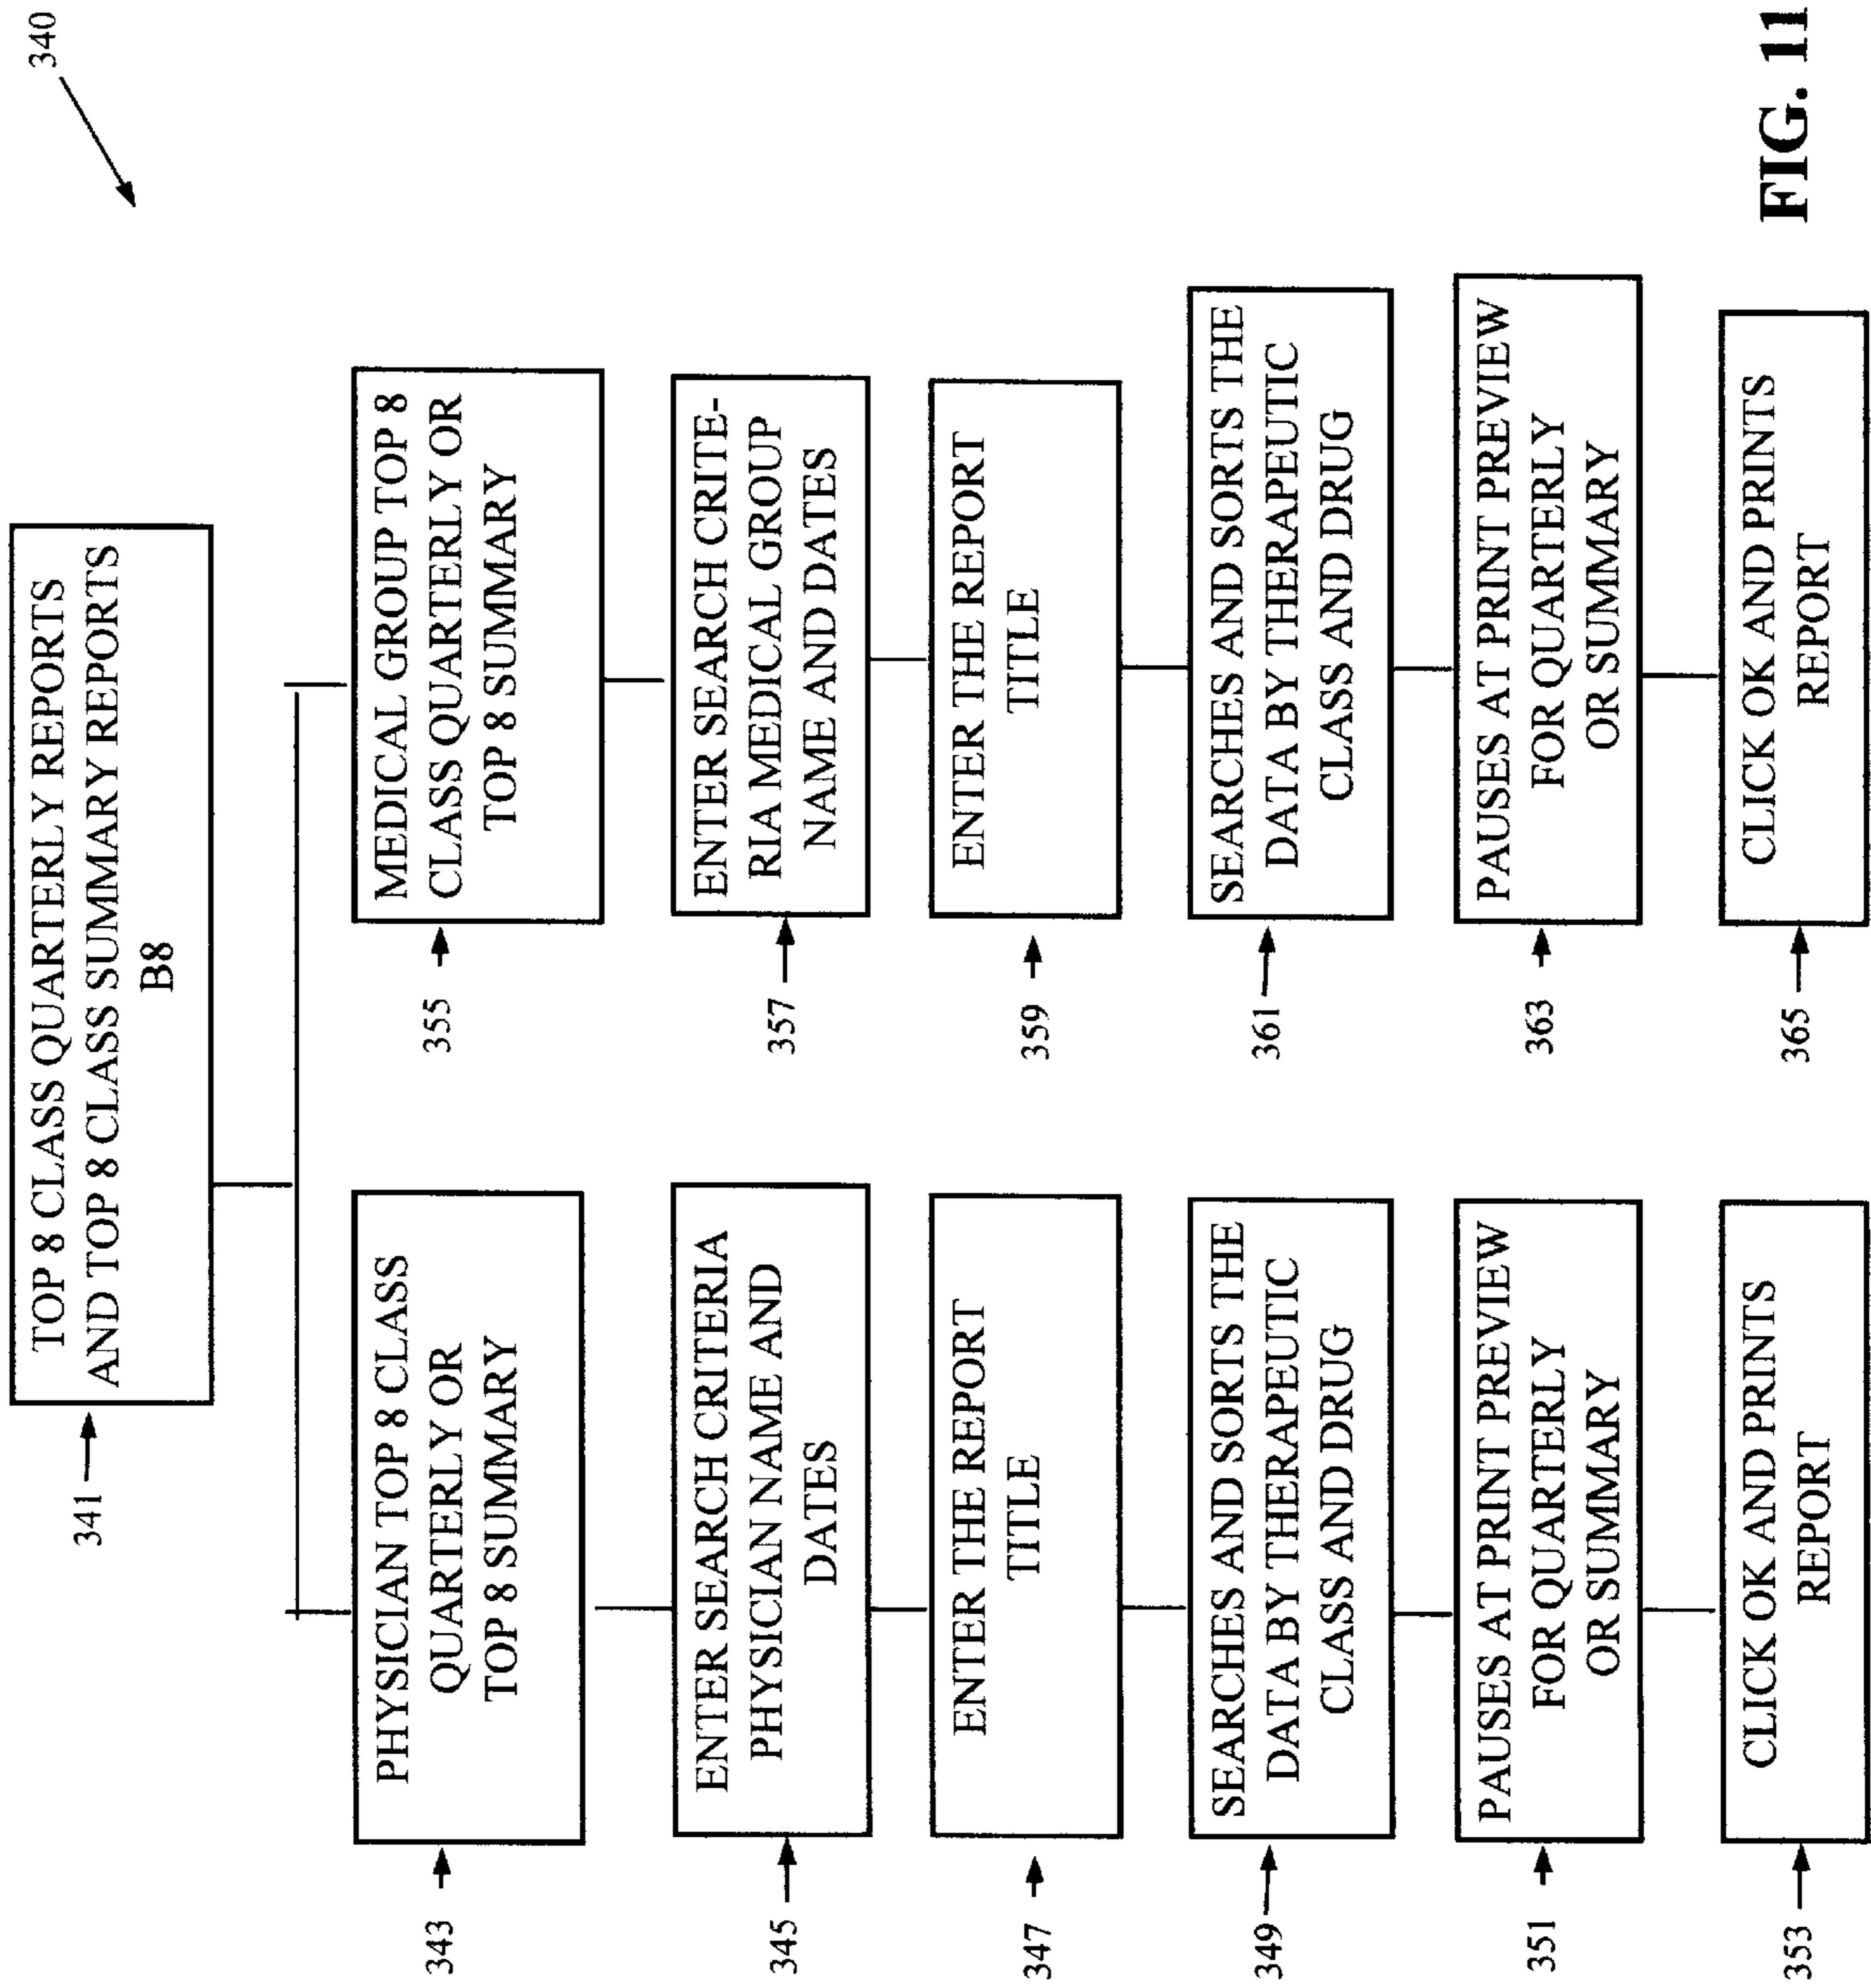 340
341
TOP 8 CLASS QUARTERLY REPORTS
AND TOP 8 CLASS SUMMARY REPORTS
B8
343
PHYSICIAN TOP 8 CLASS
QUARTERLY OR
TOP 8 SUMMARY
345
ENTER SEARCH CRITERIA
PHYSICIAN NAME AND
DATES
347
ENTER THE REPORT
TITLE
349
SEARCHES AND SORTS THE
DATA BY THERAPEUTIC
CLASS AND DRUG
351
PAUSES AT PRINT PREVIEW
FOR QUARTERLY
OR SUMMARY
353
CLICK OK AND PRINTS
REPORT
355
MEDICAL GROUP TOP 8
CLASS QUARTERLY OR
TOP 8 SUMMARY
357
ENTER SEARCH CRITE-
RIA MEDICAL GROUP
NAME AND DATES
359
ENTER THE REPORT
TITLE
361
SEARCHES AND SORTS THE
DATA BY THERAPEUTIC
CLASS AND DRUG
363
PAUSES AT PRINT PREVIEW
FOR QUARTERLY
OR SUMMARY
365
CLICK OK AND PRINTS
REPORT
FIG. 11